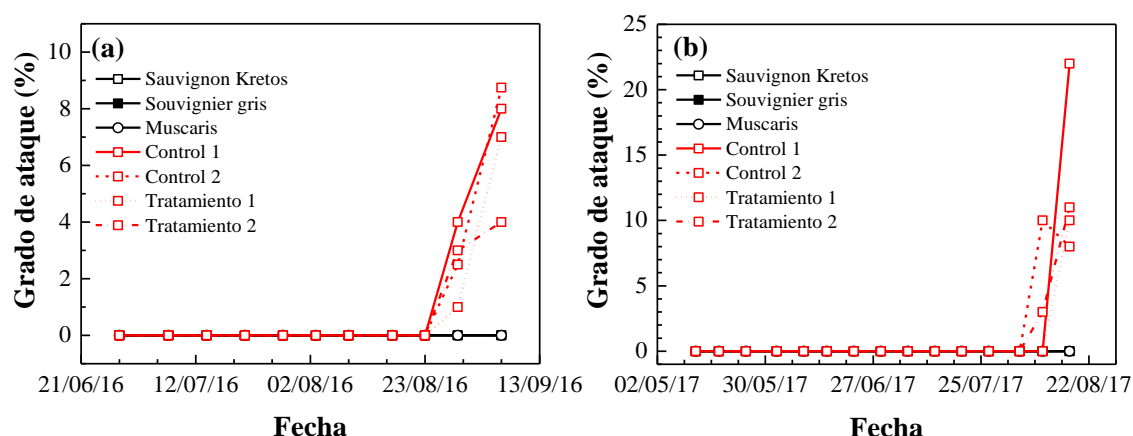 (a)
Grado de ataque (%)
10
8
6
4
2
0
Sauvignon Kretos
Souvignier gris
Muscaris
Control 1
Control 2
Tratamiento 1
Tratamiento 2
21/06/16 12/07/16 02/08/16 23/08/16 13/09/16
Fecha
(b)
Grado de ataque (%)
25
20
15
10
5
0
Sauvignon Kretos
Souvignier gris
Muscaris
Control 1
Control 2
Tratamiento 1
Tratamiento 2
02/05/17 30/05/17 27/06/17 25/07/17 22/08/17
Fecha